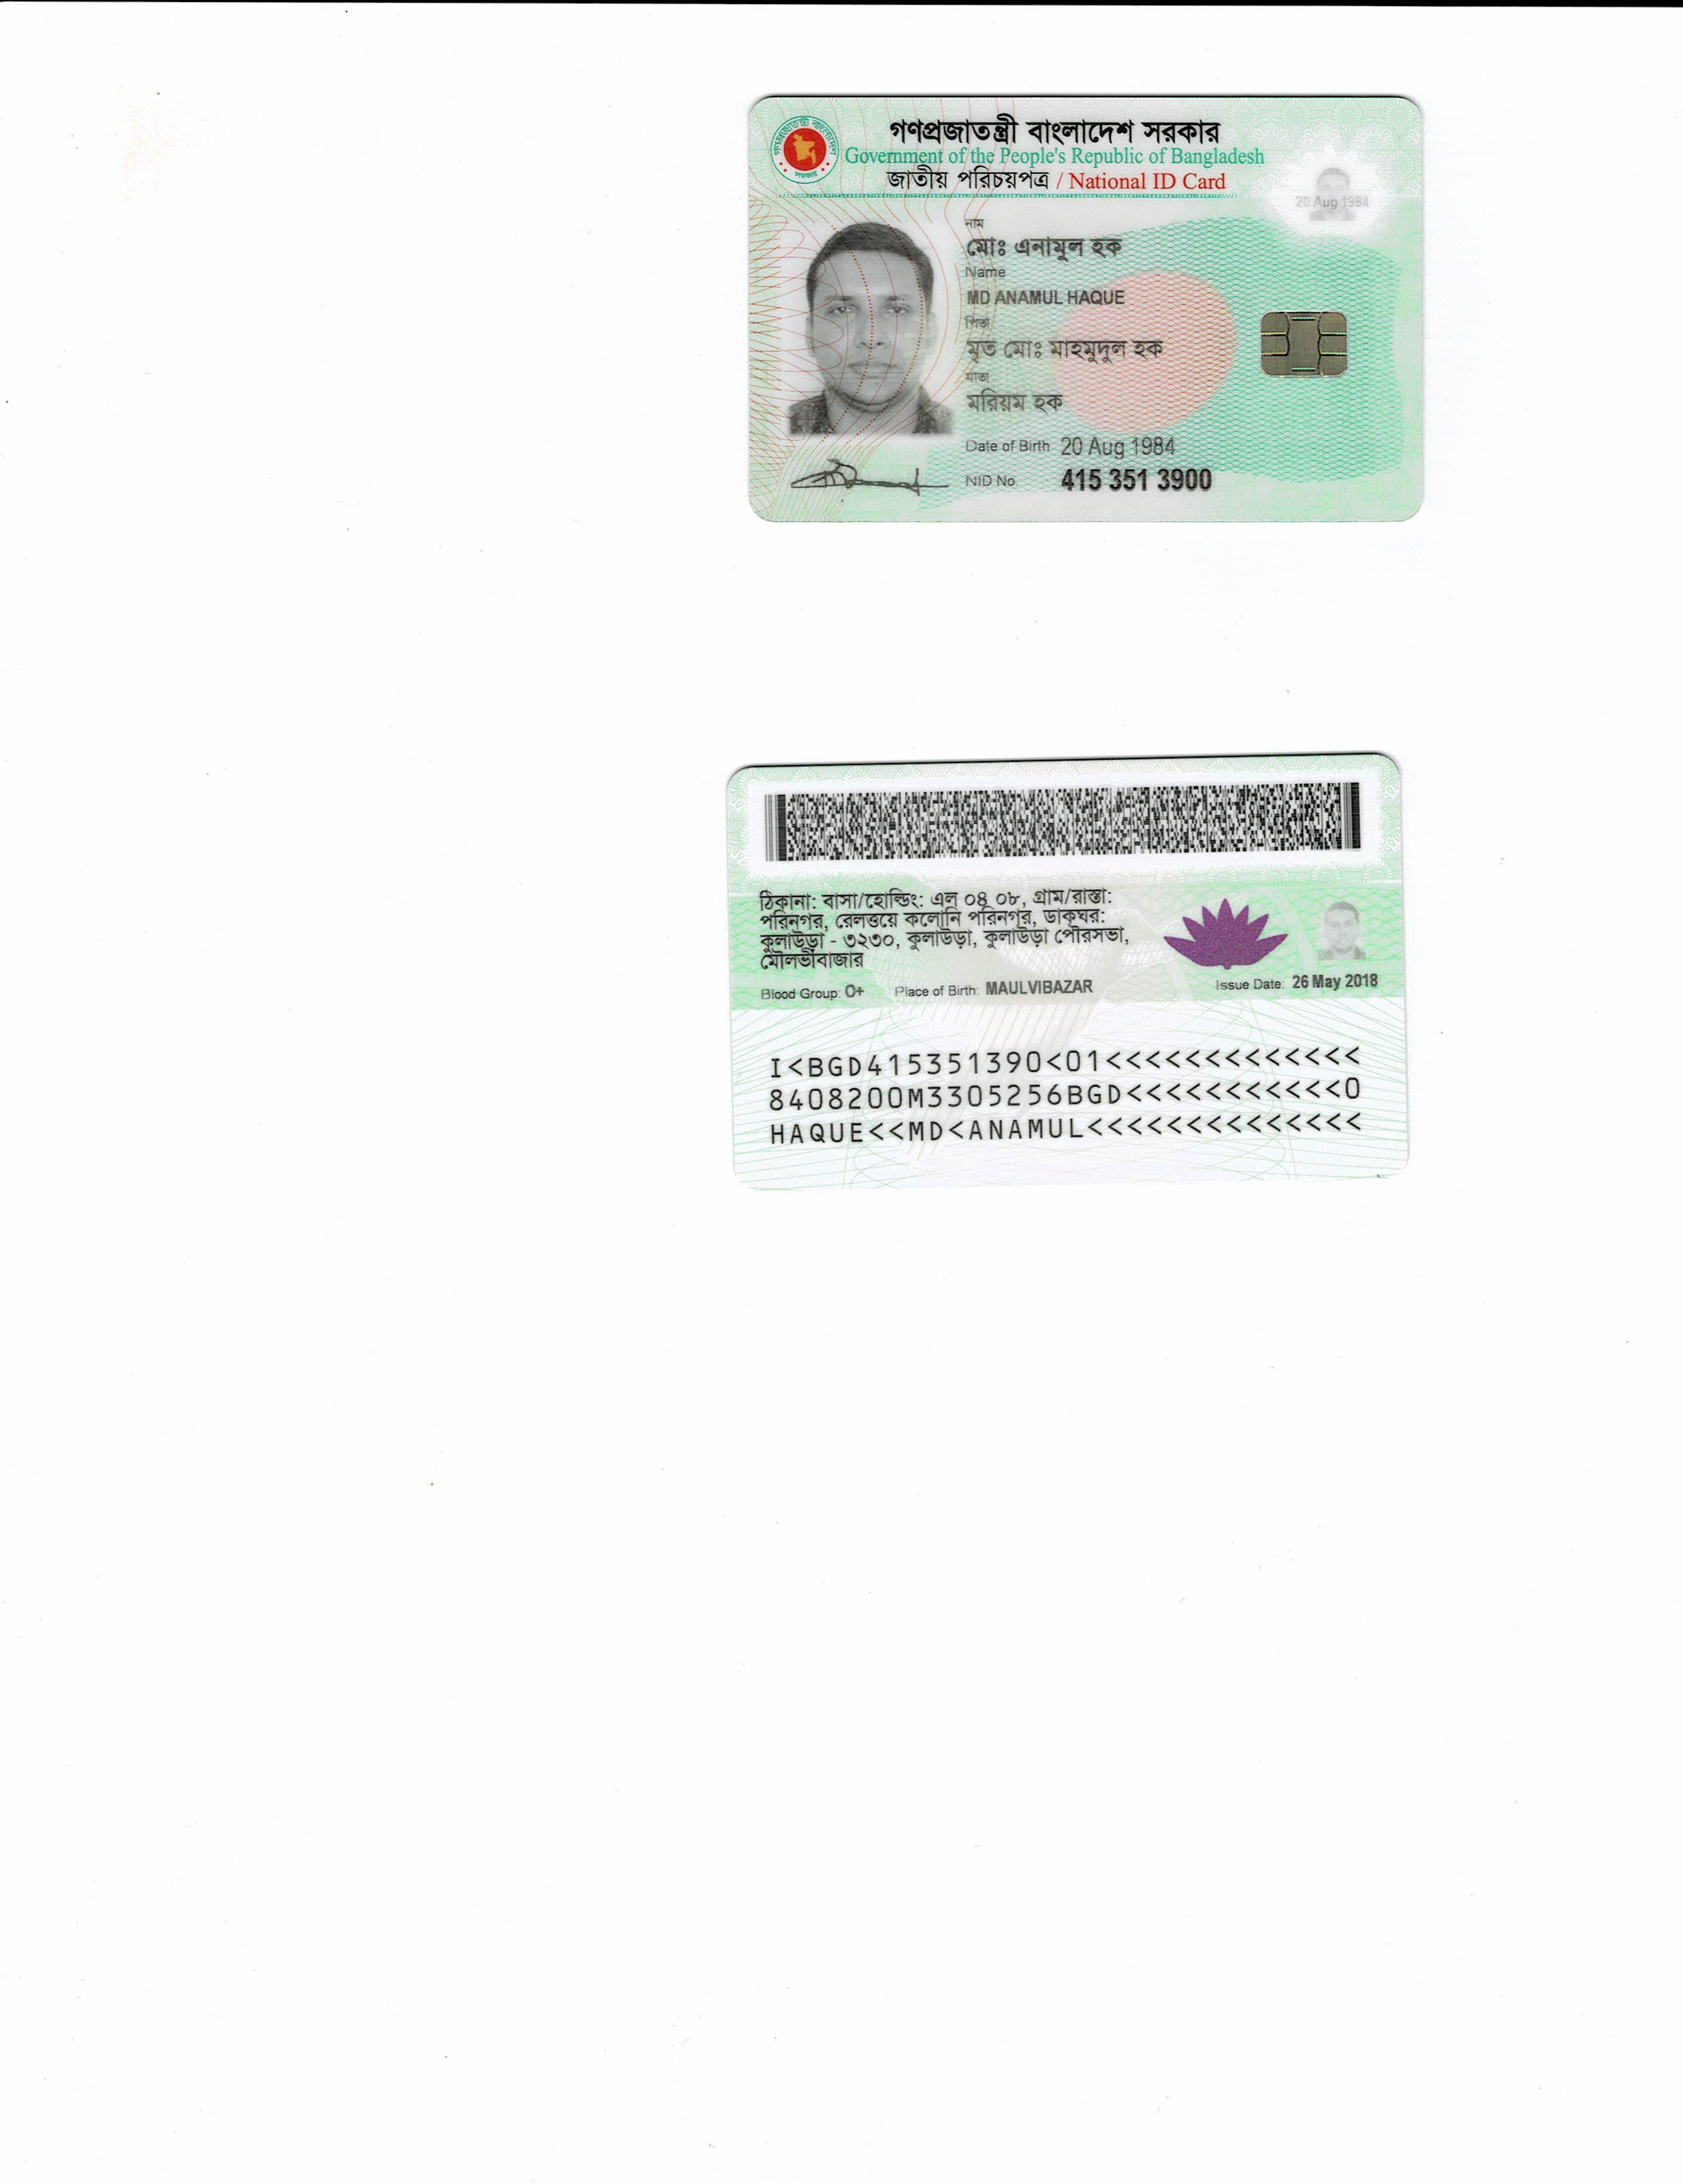 গণপ্রজাতন্ত্রী বাংলাদেশ সরকার
Government of the People's Republic of Bangladesh
জাতীয় পরিচয়পত্র / National ID Card
20 Aug 1984
নাম
মোঃ এনামুল হক
Name
MD ANAMUL HAQUE
পিতা
মৃত মোঃ মাহমুদুল হক
মাতা
মরিয়ম হক
Date of Birth 20 Aug 1984
NID No 415 351 3900
ঠিকানা: বাসা/হোল্ডিং: এল ০৪ ০৮, গ্রাম/রাস্তা:
পরিনগর, রেলওয়ে কলোনি পরিনগর, ডাকঘর:
কুলাউড়া - ৩২৩০, কুলাউড়া, কুলাউড়া পৌরসভা,
মৌলভীবাজার
Blood Group: O+ Place of Birth: MAULVIBAZAR Issue Date: 26 May 2018
I<BGD415351390<01<<<<<<<<<<<<<
8408200M3305256BGD<<<<<<<<<<<0
HAQUE<<MD<ANAMUL<<<<<<<<<<<<<<